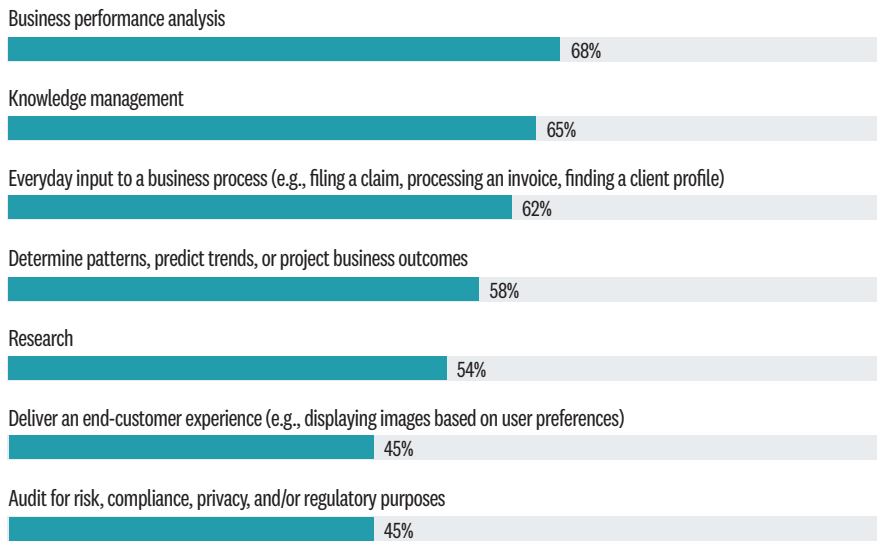 Business performance analysis
68%
Knowledge management
65%
Everyday input to a business process (e.g., filing a claim, processing an invoice, finding a client profile)
62%
Determine patterns, predict trends, or project business outcomes
58%
Research
54%
Deliver an end-customer experience (e.g., displaying images based on user preferences)
45%
Audit for risk, compliance, privacy, and/or regulatory purposes
45%